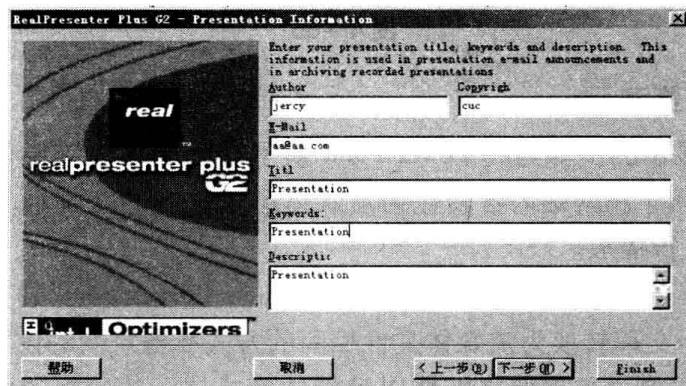 RealPresenter Plus G2 - Presentation Information
Enter your presentation title, keywords and description. This
information is used in presentation e-mail announcements and
in archiving recorded presentations
Author Copyrigh
jercy cuc
E-Mail
aa@aa.com
Titl
Presentation
Keywords:
Presentation
Descriptic
Presentation
real
realpresenter plus
G2
Optimizers
帮助 取消 < 上一步(B) 下一步(N) > Finish